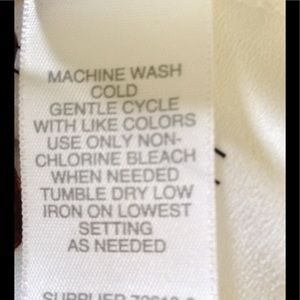 MACHINE WASH
COLD
GENTLE CYCLE
WITH LIKE COLORS
USE ONLY NON-
CHLORINE BLEACH
WHEN NEEDED
TUMBLE DRY LOW
IRON ON LOWEST
SETTING
AS NEEDED
SUPPLIER